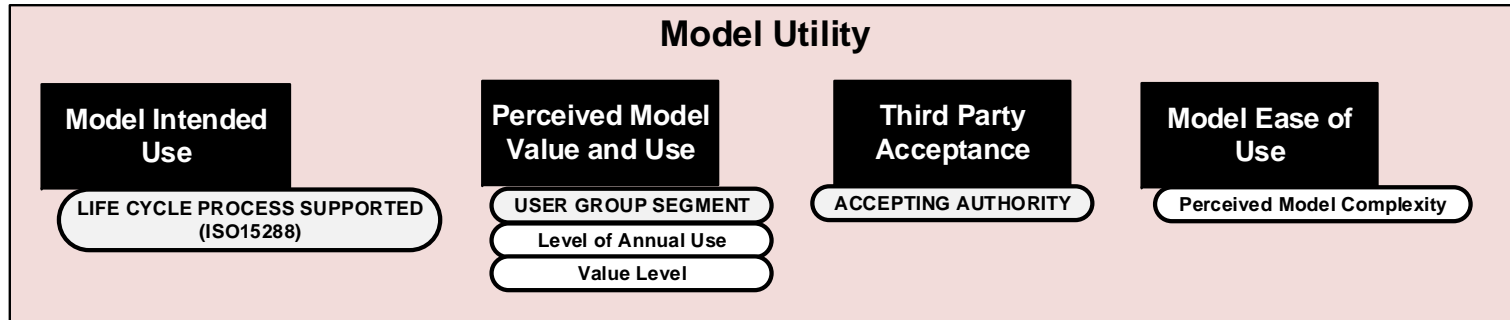 Model Utility
Model Intended
Use
LIFE CYCLE PROCESS SUPPORTED
(ISO15288)
Perceived Model
Value and Use
USER GROUP SEGMENT
Level of Annual Use
Value Level
Third Party
Acceptance
ACCEPTING AUTHORITY
Model Ease of
Use
Perceived Model Complexity